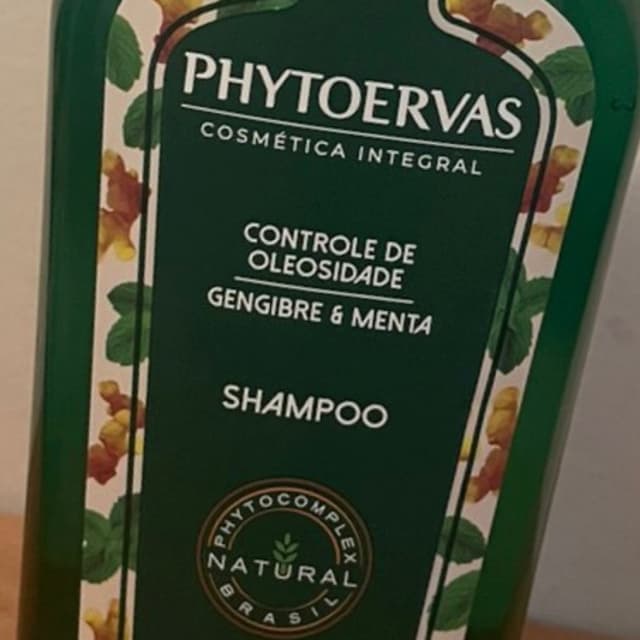 PHYTOERVAS
COSMÉTICA INTEGRAL
CONTROLE DE
OLEOSIDADE
GENGIBRE & MENTA
SHAMPOO
PHYTOCOMPLEX
NATURAL
BRASIL